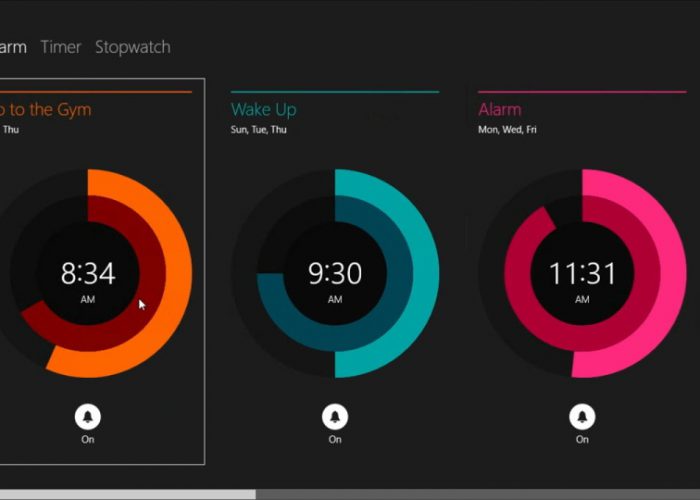 arm Timer Stopwatch
o to the Gym
Thu
8:34
AM
On
Wake Up
Sun, Tue, Thu
9:30
AM
On
Alarm
Mon, Wed, Fri
11:31
AM
On